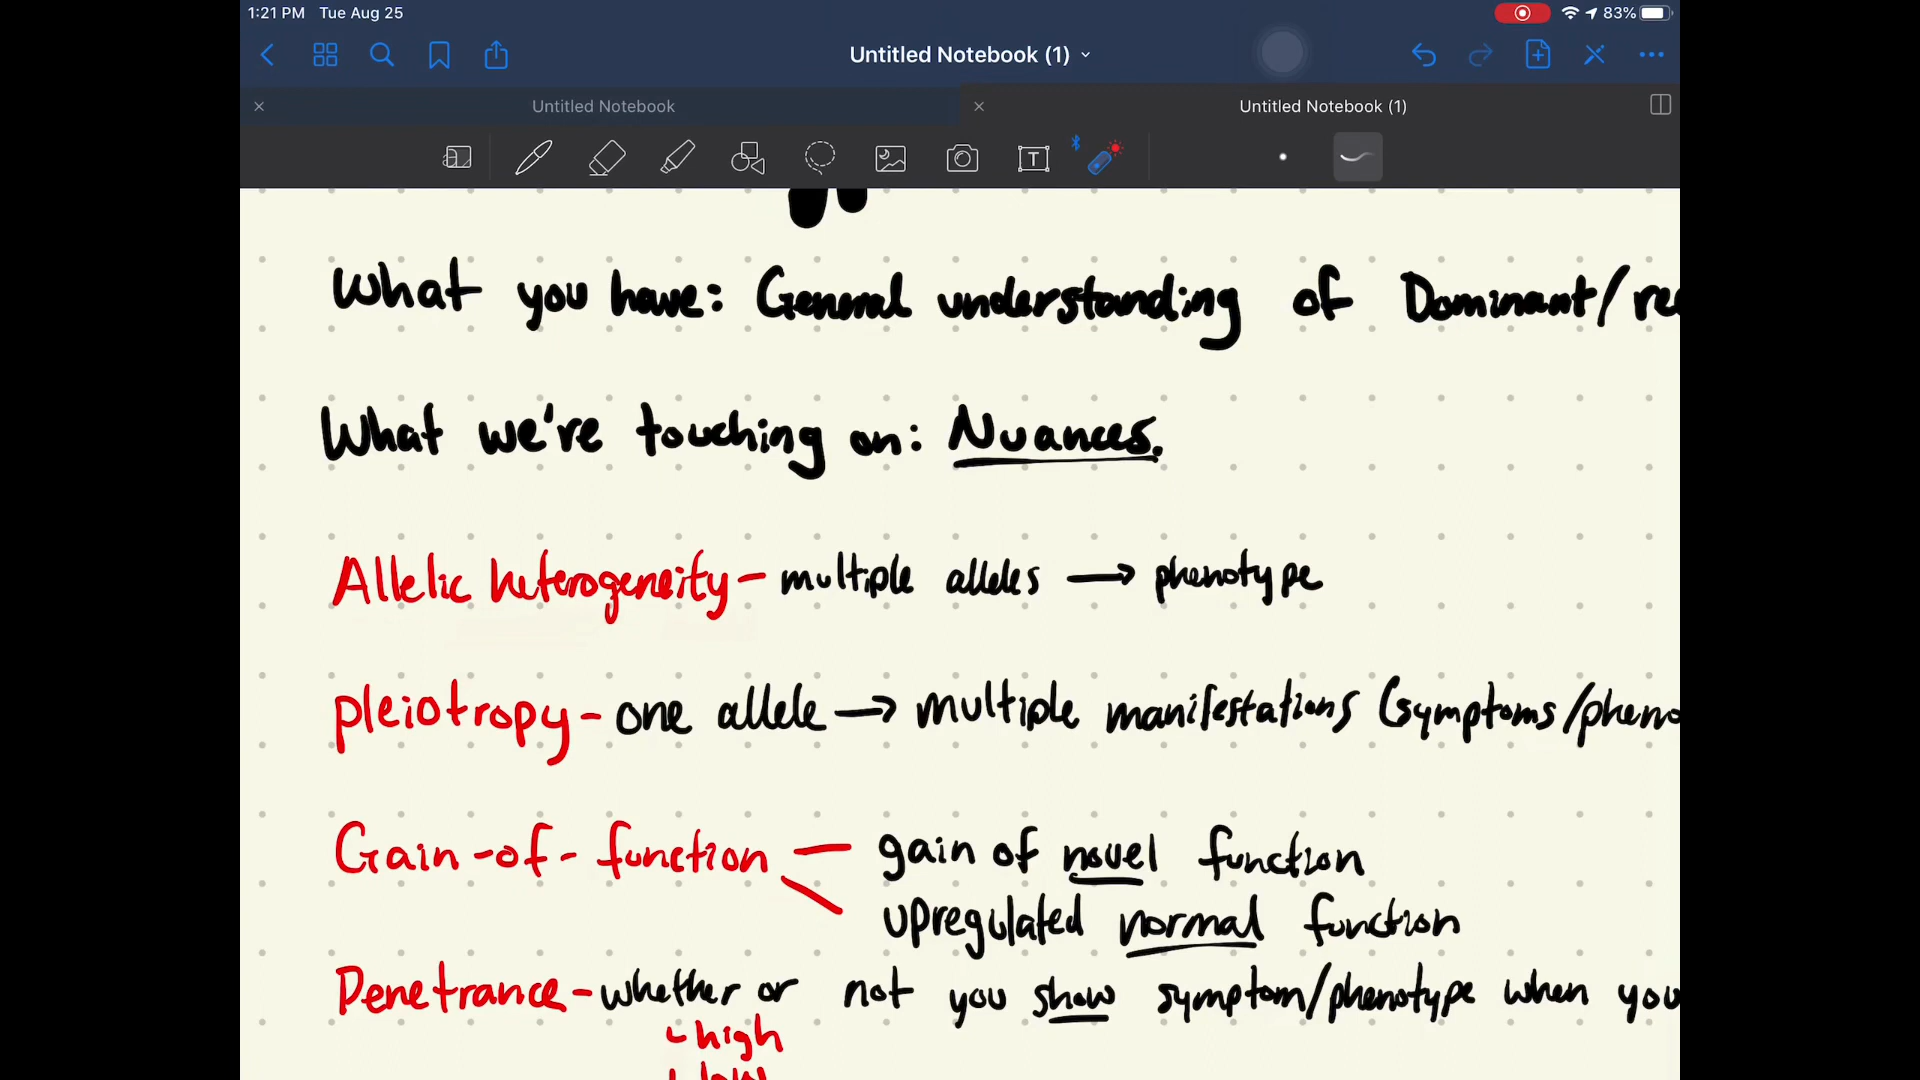 1:21 PM Tue Aug 25 83%
Untitled Notebook (1)
Untitled Notebook Untitled Notebook (1)
T
What you have: General understanding of Dominant/rec
What we're touching on: Nuances.
Allelic heterogeneity - multiple alleles → phenotype
pleiotropy - one allele → multiple manifestations (symptoms/pheno
Gain-of-function — gain of novel function
upregulated normal function
Penetrance - whether or not you show symptom/phenotype when you
high
low